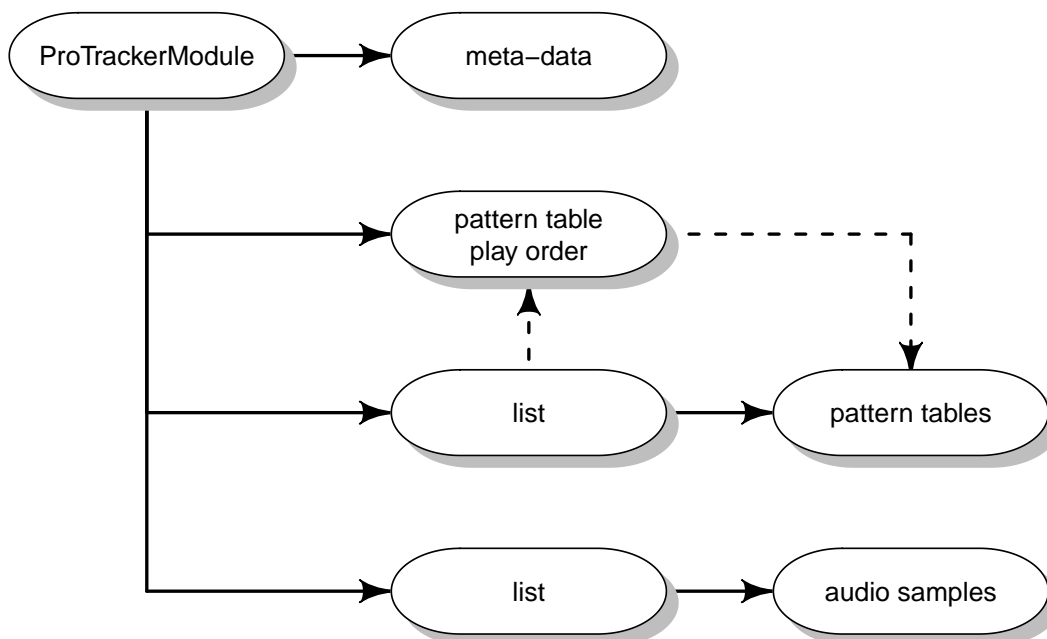 ProTrackerModule
meta−data
pattern table
play order
list
pattern tables
list
audio samples